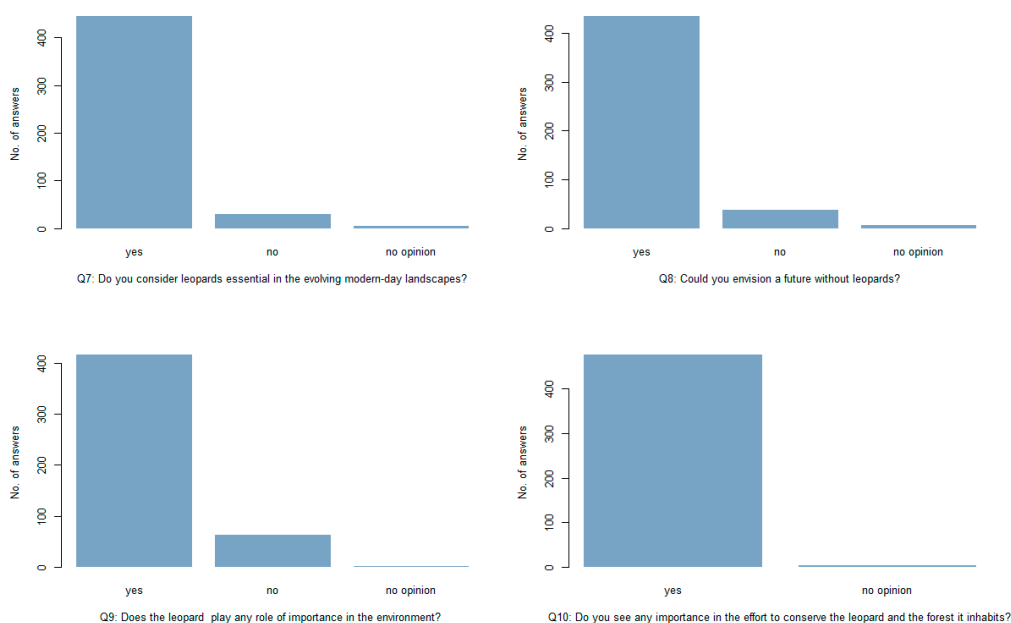 No. of answers
400
300
200
100
0
yes
no
no opinion
Q7: Do you consider leopards essential in the evolving modern-day landscapes?
No. of answers
400
300
200
100
0
yes
no
no opinion
Q8: Could you envision a future without leopards?
No. of answers
400
300
200
100
0
yes
no
no opinion
Q9: Does the leopard  play any role of importance in the environment?
No. of answers
400
300
200
100
0
yes
no opinion
Q10: Do you see any importance in the effort to conserve the leopard and the forest it inhabits?